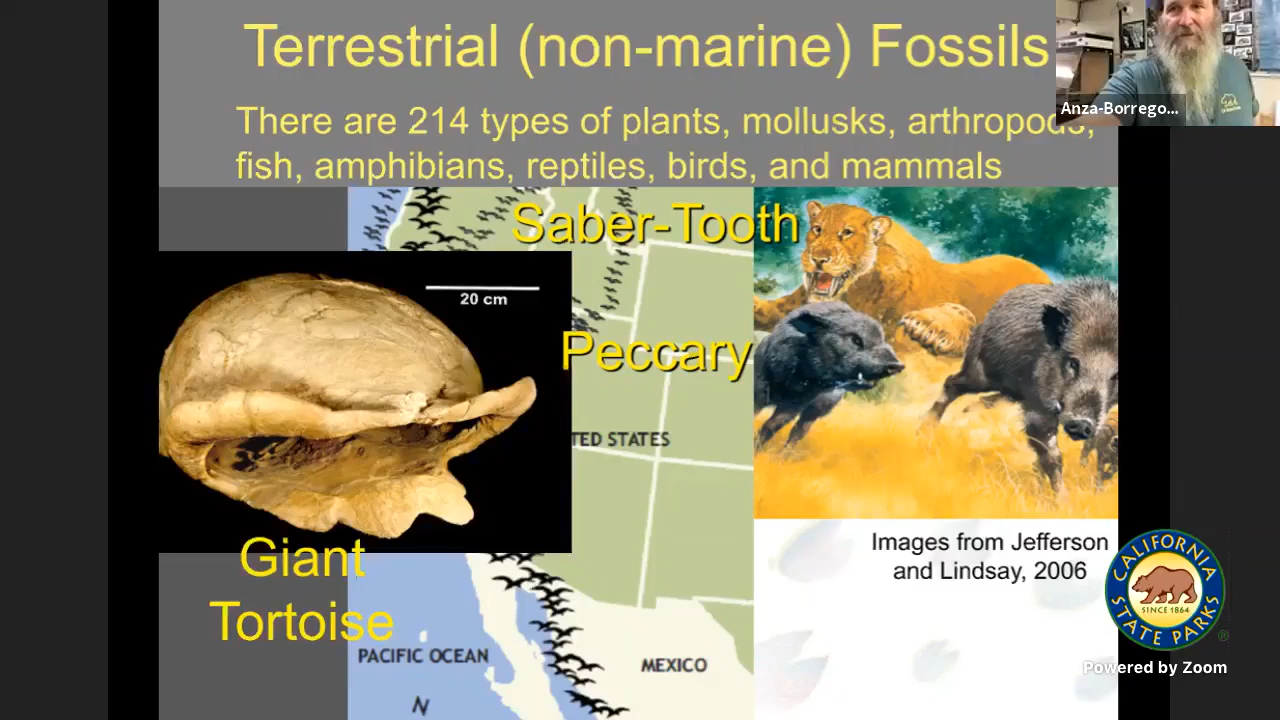 Terrestrial (non-marine) Fossils
There are 214 types of plants, mollusks, arthropods,
fish, amphibians, reptiles, birds, and mammals
Anza-Borrego...
Saber-Tooth
20 cm
Peccary
TED STATES
Images from Jefferson
and Lindsay, 2006
Giant
Tortoise
PACIFIC OCEAN
MEXICO
N
CALIFORNIA
SINCE 1864
STATE PARKS
®
Powered by Zoom